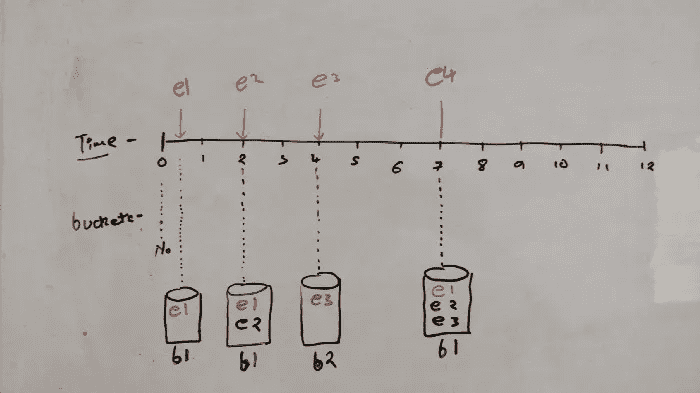 e1 e2 e3 e4
Time -
0 1 2 3 4 5 6 7 8 9 10 11 12
buckets-
No
e1 e1 e3 e1
e2 e2
e3
b1 b1 b2 b1